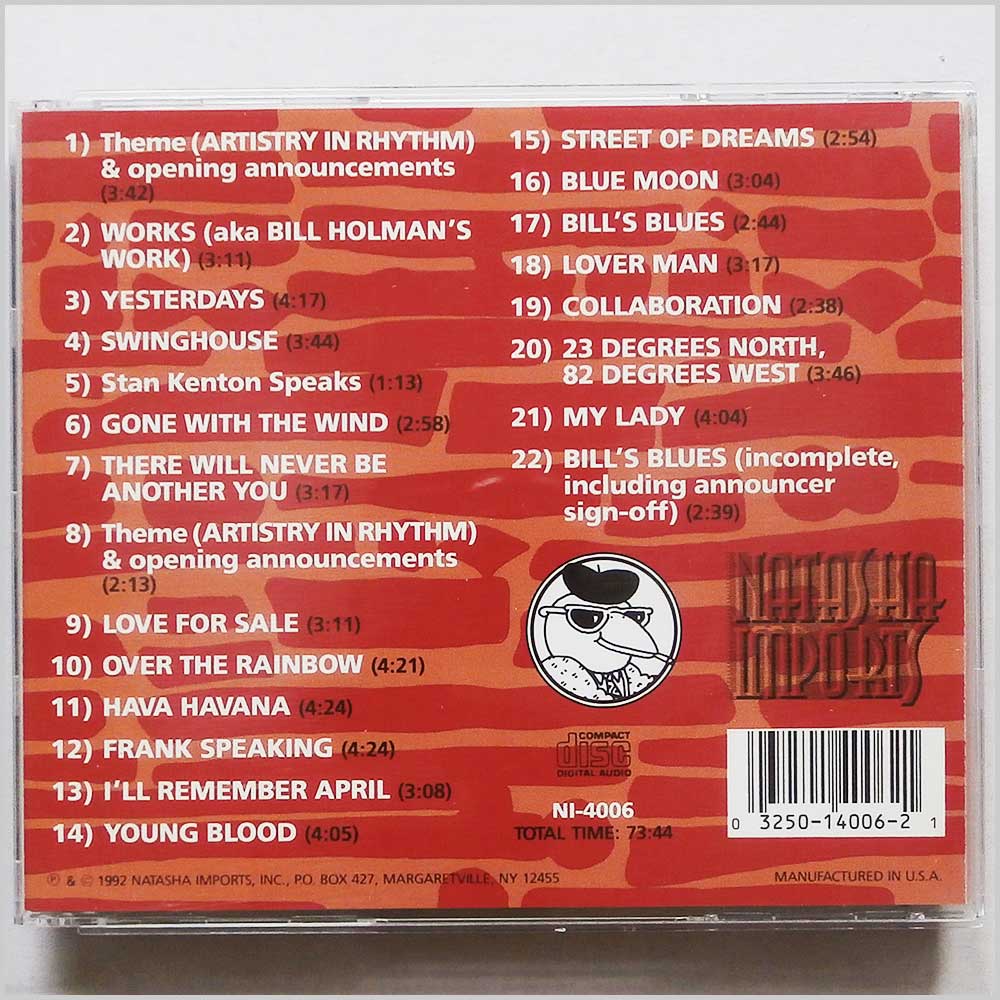 1) Theme (ARTISTRY IN RHYTHM)
& opening announcements
(3:42)
2) WORKS (aka BILL HOLMAN'S
WORK) (3:11)
3) YESTERDAYS (4:17)
4) SWINGHOUSE (3:44)
5) Stan Kenton Speaks (1:13)
6) GONE WITH THE WIND (2:58)
7) THERE WILL NEVER BE
ANOTHER YOU (3:17)
8) Theme (ARTISTRY IN RHYTHM)
& opening announcements
(2:13)
9) LOVE FOR SALE (3:11)
10) OVER THE RAINBOW (4:21)
11) HAVA HAVANA (4:24)
12) FRANK SPEAKING (4:24)
13) I'LL REMEMBER APRIL (3:08)
14) YOUNG BLOOD (4:05)
15) STREET OF DREAMS (2:54)
16) BLUE MOON (3:04)
17) BILL'S BLUES (2:44)
18) LOVER MAN (3:17)
19) COLLABORATION (2:38)
20) 23 DEGREES NORTH,
82 DEGREES WEST (3:46)
21) MY LADY (4:04)
22) BILL'S BLUES (incomplete,
including announcer
sign-off) (2:39)
NATASHA
IMPORTS
COMPACT
disc
DIGITAL AUDIO
NI-4006
TOTAL TIME: 73:44
0 3250-14006-2 1
℗ & © 1992 NATASHA IMPORTS, INC., P.O. BOX 427, MARGARETVILLE, NY 12455
MANUFACTURED IN U.S.A.